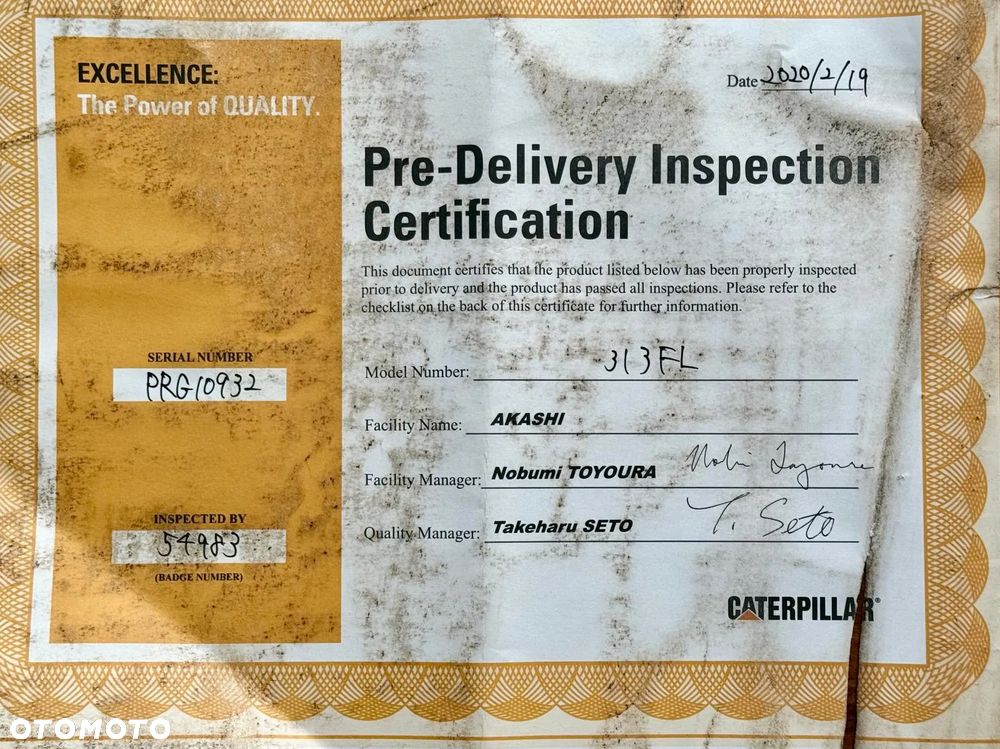 EXCELLENCE:
The Power of QUALITY.
Date 2020/2/19
Pre-Delivery Inspection
Certification
This document certifies that the product listed below has been properly inspected
prior to delivery and the product has passed all inspections. Please refer to the
checklist on the back of this certificate for further information.
SERIAL NUMBER
PRG10932
Model Number: 313FL
Facility Name: AKASHI
Facility Manager: Nobumi TOYOURA
Quality Manager: Takeharu SETO T. Seto
INSPECTED BY
54983
(BADGE NUMBER)
CATERPILLAR®
OTOMOTO